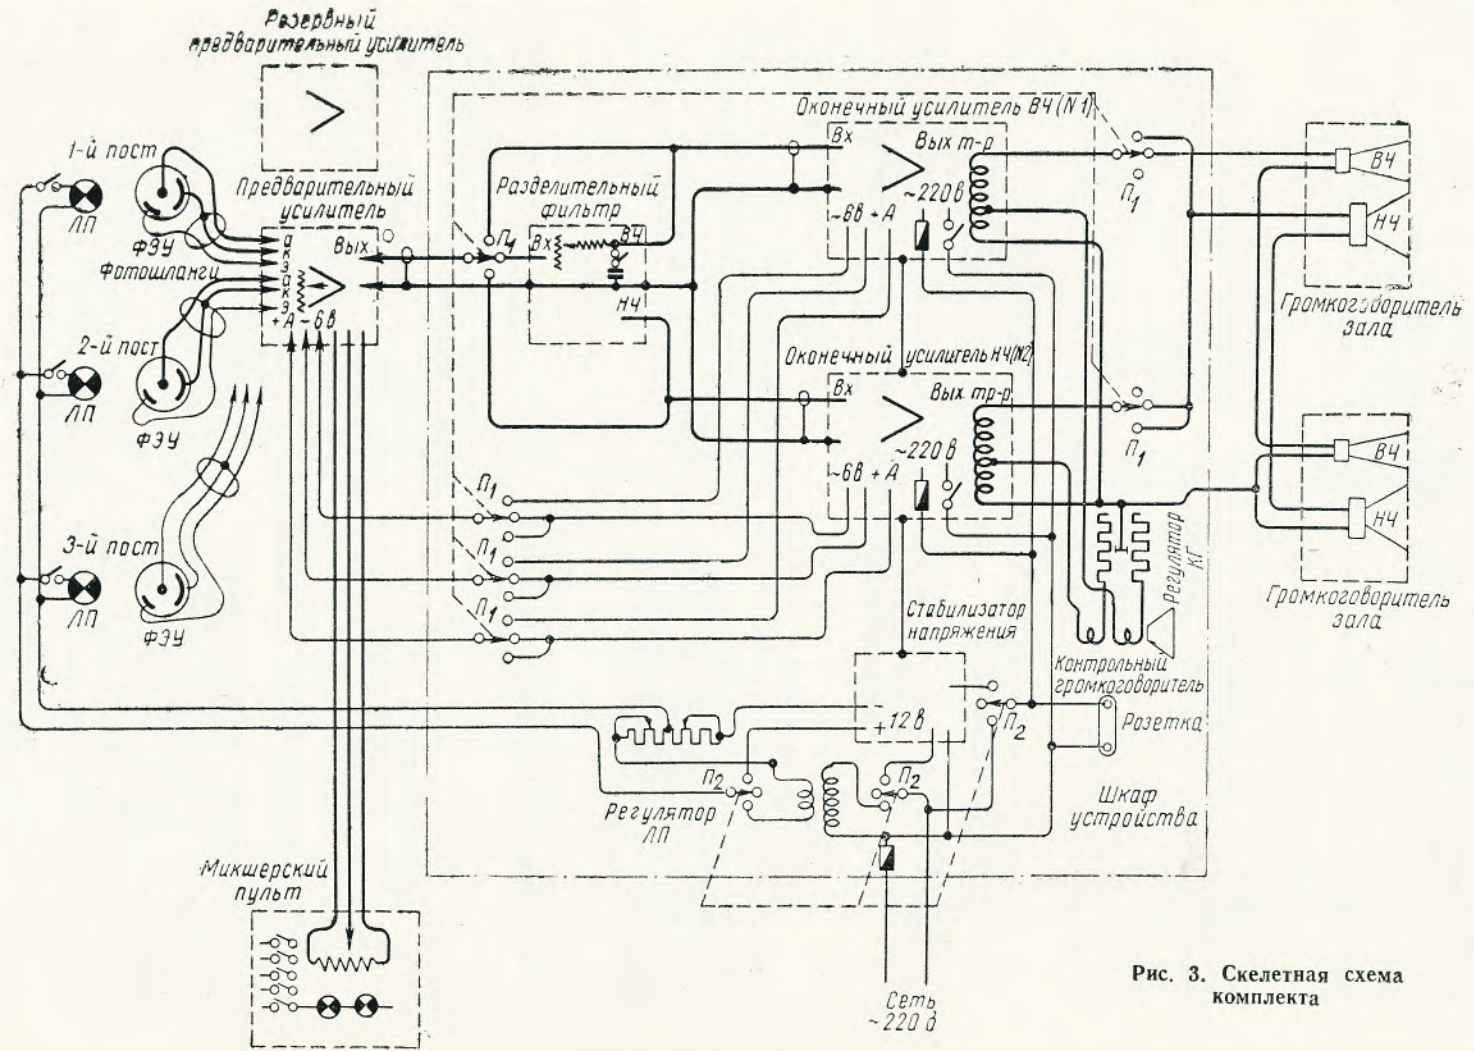 Резервный
предварительный усилитель
1-й пост
ЛП
ФЭУ
Фотошланги
Предварительный
усилитель
а
к
э
а
к
э
Вых
+А ~6в
2-й пост
ЛП
ФЭУ
3-й пост
ЛП
ФЭУ
П₁
Разделительный
фильтр
Вх
ВЧ
НЧ
Оконечный усилитель ВЧ (N1)
Вх
Вых т-р
~6в + А
~220в
П₁
ВЧ
НЧ
Громкоговоритель
зала
Оконечный усилитель НЧ (N2)
Вх
Вых тр-р
~6в + А
~220в
П₁
ВЧ
НЧ
Громкоговоритель
зала
П₁
П₁
П₁
Регулятор
КГ
Контрольный
громкоговоритель
Стабилизатор
напряжения
− + 12в
П₂
Розетка
П₂
П₂
Регулятор
ЛП
Шкаф
устройства
Микшерский
пульт
Сеть
~220 в
Рис. 3. Скелетная схема
комплекта